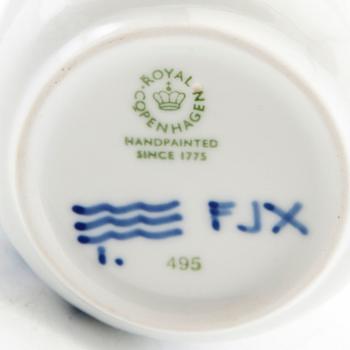 ROYAL
COPENHAGEN
HANDPAINTED
SINCE 1775
FJX
1.
495